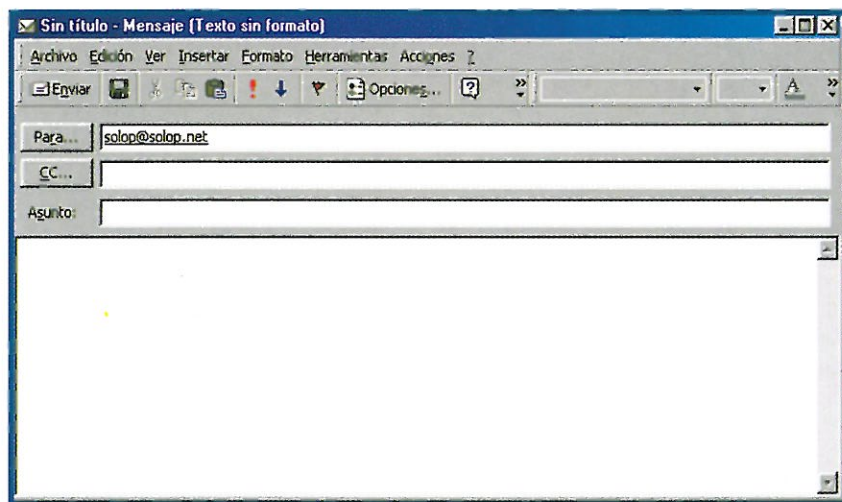 Sin título - Mensaje (Texto sin formato)
Archivo Edición Ver Insertar Formato Herramientas Acciones ?
Enviar Opciones... A
Para... solop@solop.net
CC...
Asunto: